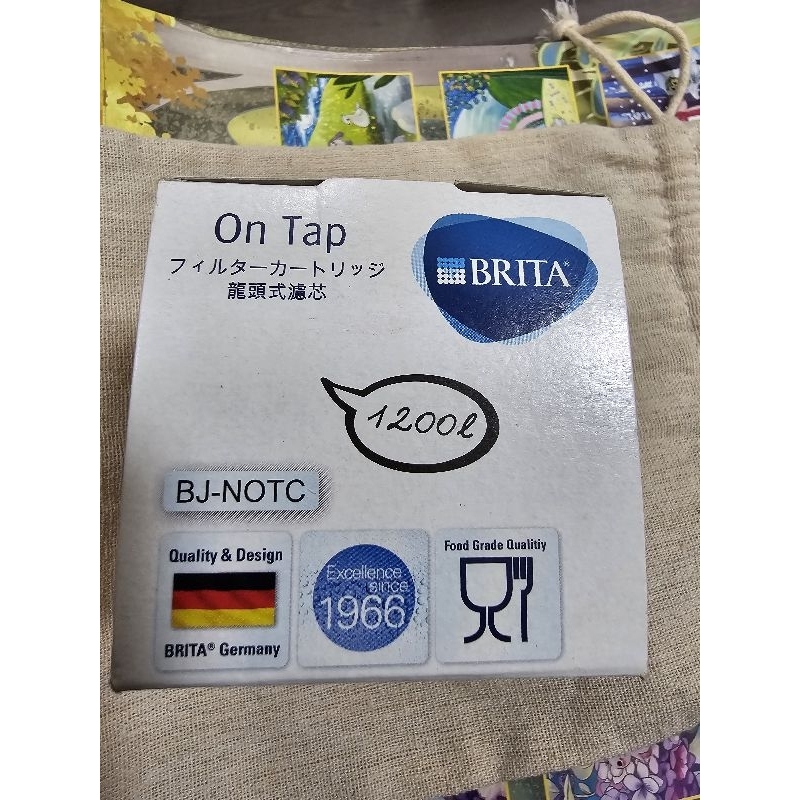 On Tap
フィルターカートリッジ
龍頭式濾芯
BRITA®
1200ℓ
BJ-NOTC
Quality & Design
BRITA® Germany
Excellence
since
1966
Food Grade Qualitiy